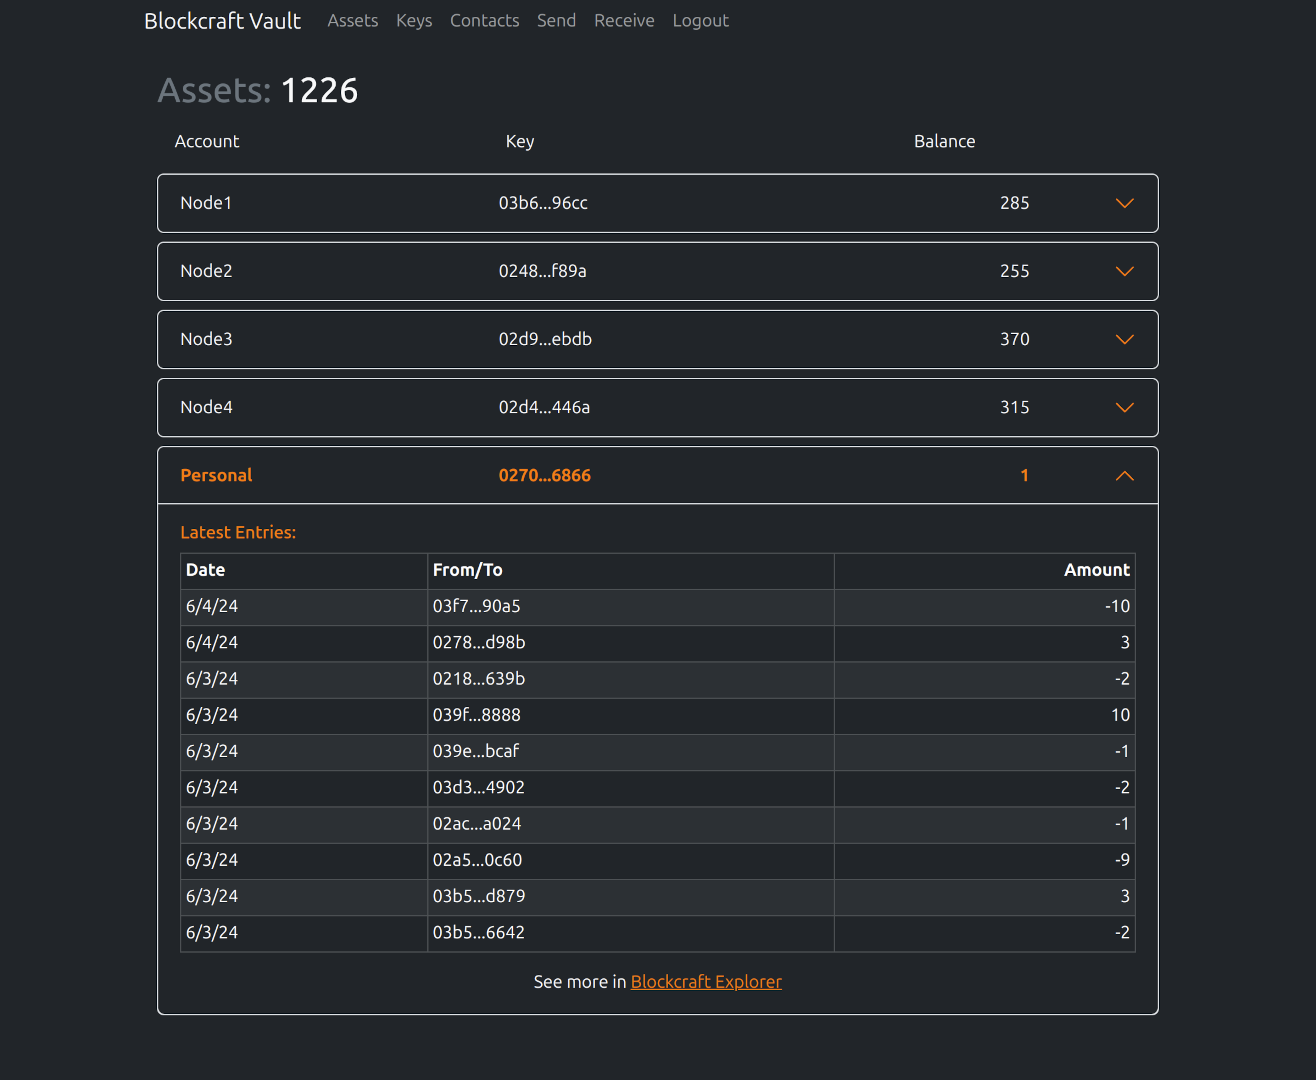 Blockcraft Vault Assets Keys Contacts Send Receive Logout
Assets: 1226
Account Key Balance
Node1 03b6...96cc 285
Node2 0248...f89a 255
Node3 02d9...ebdb 370
Node4 02d4...446a 315
Personal 0270...6866 1
Latest Entries:
Date From/To Amount
6/4/24 03f7...90a5 -10
6/4/24 0278...d98b 3
6/3/24 0218...639b -2
6/3/24 039f...8888 10
6/3/24 039e...bcaf -1
6/3/24 03d3...4902 -2
6/3/24 02ac...a024 -1
6/3/24 02a5...0c60 -9
6/3/24 03b5...d879 3
6/3/24 03b5...6642 -2
See more in Blockcraft Explorer